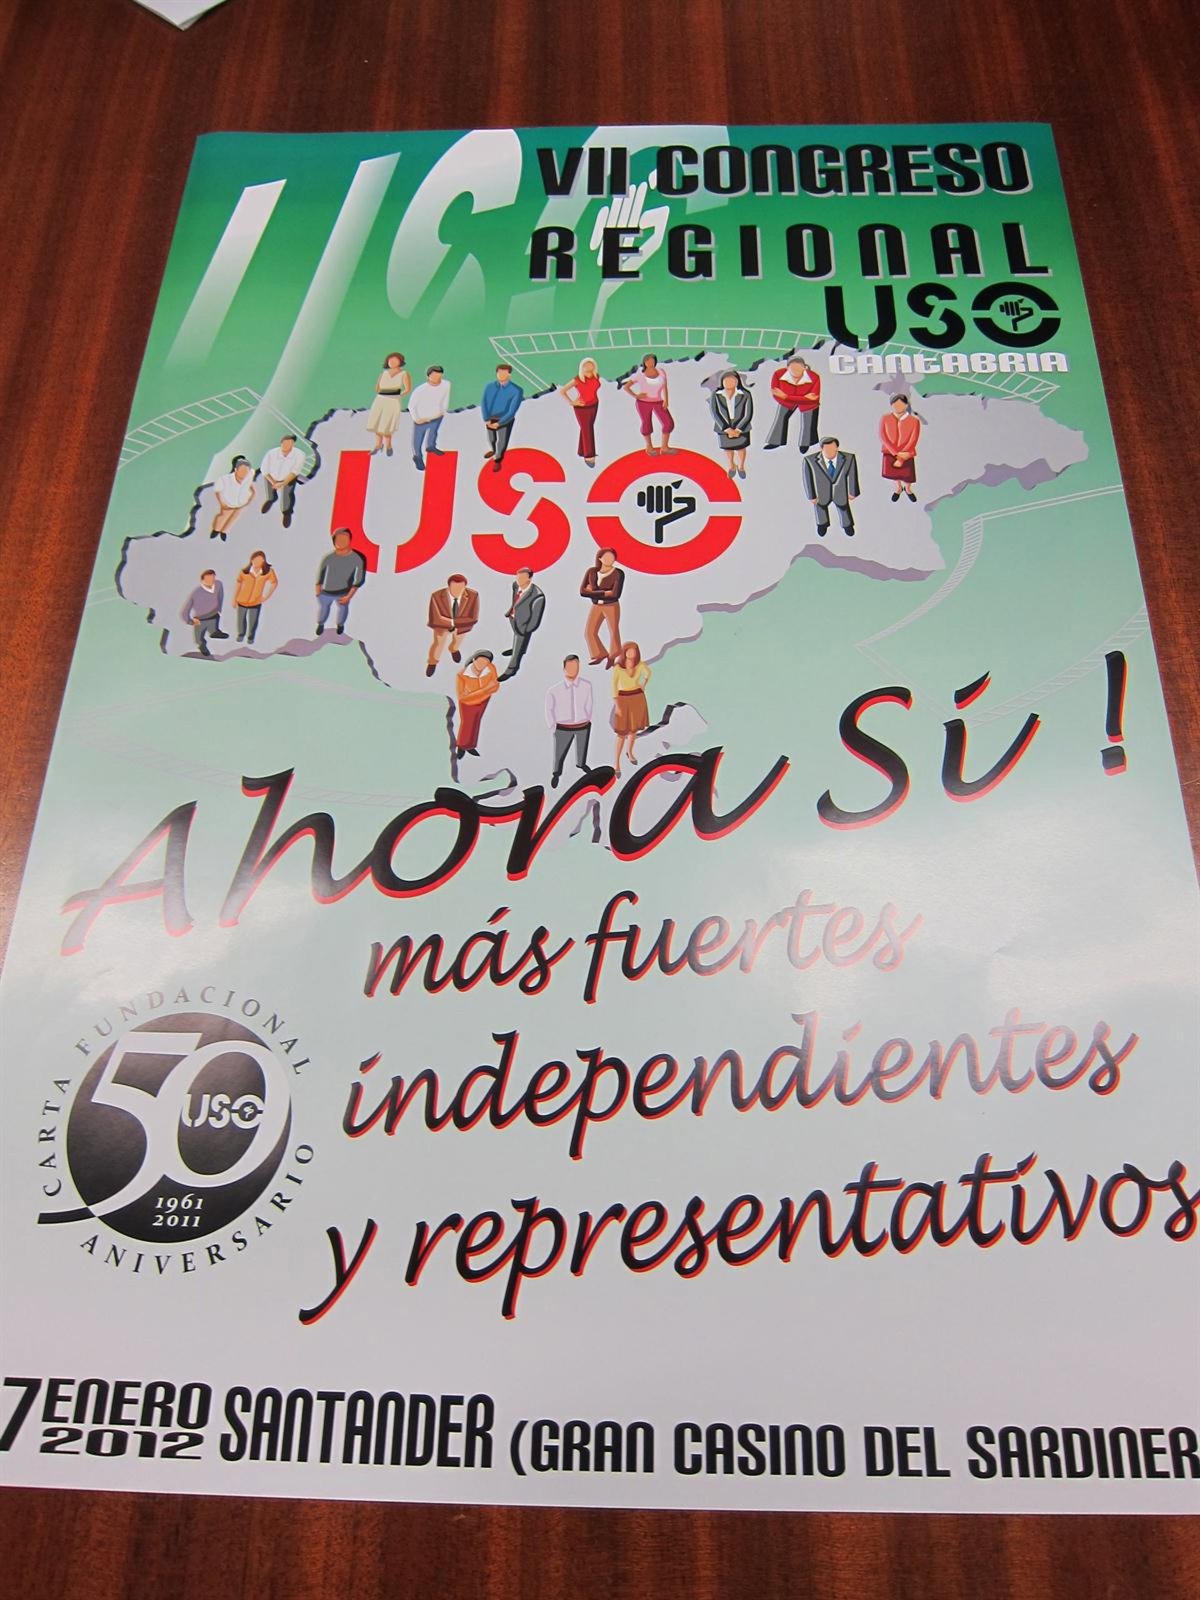 VII CONGRESO
REGIONAL
USO
CANTABRIA
USO
USO
Ahora Sí !
más fuertes
independientes
y representativos
CARTA FUNDACIONAL
50
USO
1961
2011
ANIVERSARIO
7 ENERO
2012
SANTANDER (GRAN CASINO DEL SARDINER